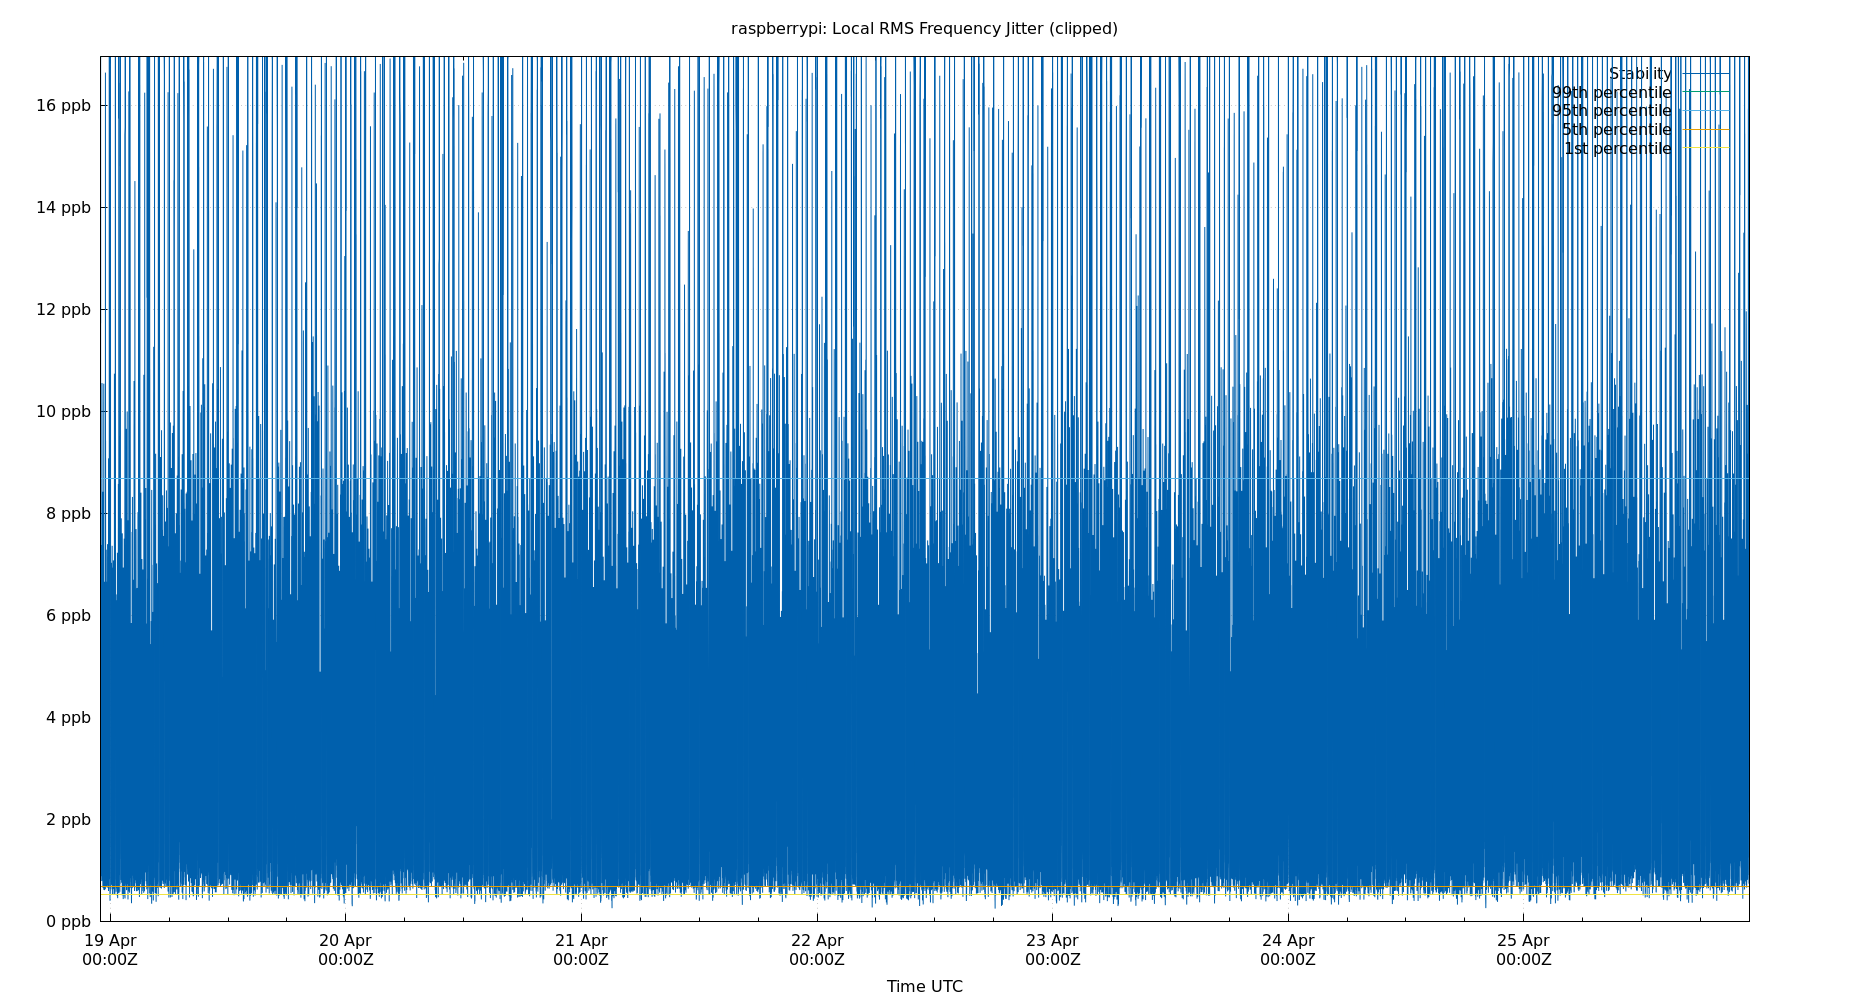 raspberrypi: Local RMS Frequency Jitter (clipped)
Stability
99th percentile
95th percentile
5th percentile
1st percentile
16 ppb
14 ppb
12 ppb
10 ppb
8 ppb
6 ppb
4 ppb
2 ppb
0 ppb
19 Apr 20 Apr 21 Apr 22 Apr 23 Apr 24 Apr 25 Apr
00:00Z 00:00Z 00:00Z 00:00Z 00:00Z 00:00Z 00:00Z
Time UTC